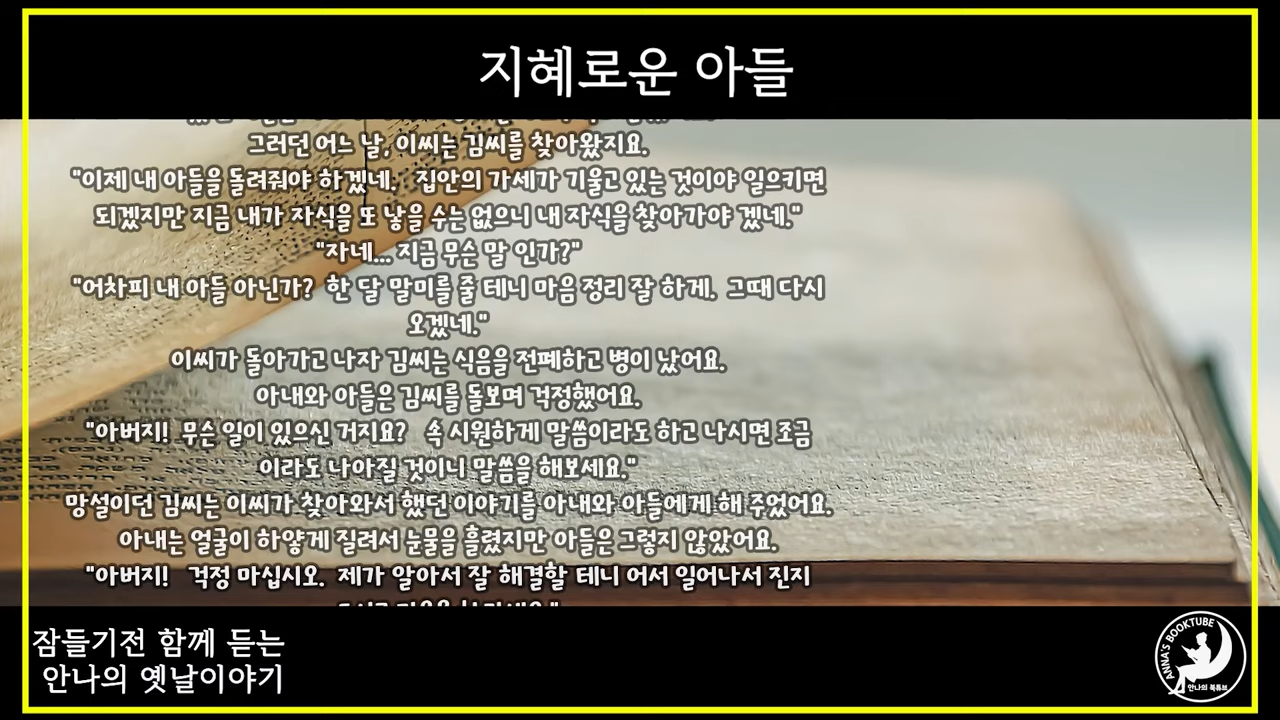 지혜로운 아들
그러던 어느 날, 이씨는 김씨를 찾아왔지요.
"이제 내 아들을 돌려줘야 하겠네. 집안의 가세가 기울고 있는 것이야 일으키면
되겠지만 지금 내가 자식을 또 낳을 수는 없으니 내 자식을 찾아가야 겠네."
"자네... 지금 무슨 말 인가?"
"어차피 내 아들 아닌가? 한 달 말미를 줄 테니 마음 정리 잘 하게. 그때 다시
오겠네."
이씨가 돌아가고 나자 김씨는 식음을 전폐하고 병이 났어요.
아내와 아들은 김씨를 돌보며 걱정했어요.
"아버지! 무슨 일이 있으신 거지요? 속 시원하게 말씀이라도 하고 나시면 조금
이라도 나아질 것이니 말씀을 해보세요."
망설이던 김씨는 이씨가 찾아와서 했던 이야기를 아내와 아들에게 해 주었어요.
아내는 얼굴이 하얗게 질려서 눈물을 흘렸지만 아들은 그렇지 않았어요.
"아버지! 걱정 마십시오. 제가 알아서 잘 해결할 테니 어서 일어나서 진지
잠들기전 함께 듣는
안나의 옛날이야기
ANNA'S BOOKTUBE
안나의 북튜브